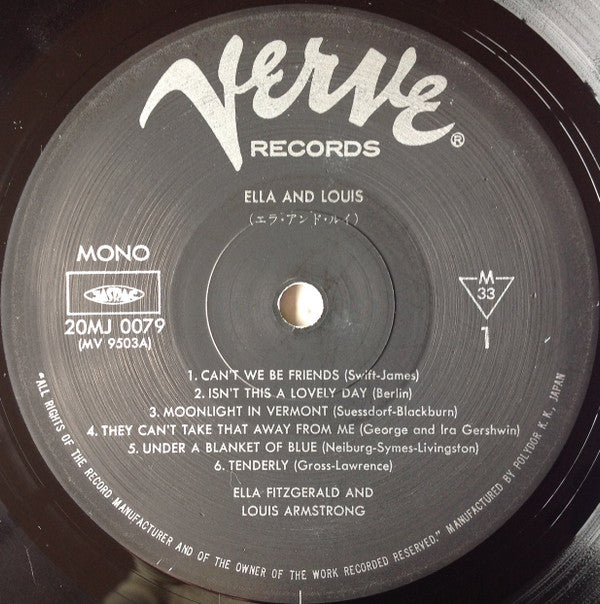 Verve®
RECORDS
ELLA AND LOUIS
(エラ・アンド・ルイ)
MONO
JASRAC
20MJ 0079
(MV 9503A)
M
33
1
1. CAN'T WE BE FRIENDS (Swift-James)
2. ISN'T THIS A LOVELY DAY (Berlin)
3. MOONLIGHT IN VERMONT (Suessdorf-Blackburn)
4. THEY CAN'T TAKE THAT AWAY FROM ME (George and Ira Gershwin)
5. UNDER A BLANKET OF BLUE (Neiburg-Symes-Livingston)
6. TENDERLY (Gross-Lawrence)
ELLA FITZGERALD AND
LOUIS ARMSTRONG
"ALL RIGHTS OF THE RECORD MANUFACTURER AND OF THE OWNER OF THE WORK RECORDED RESERVED." MANUFACTURED BY POLYDOR K.K., JAPAN